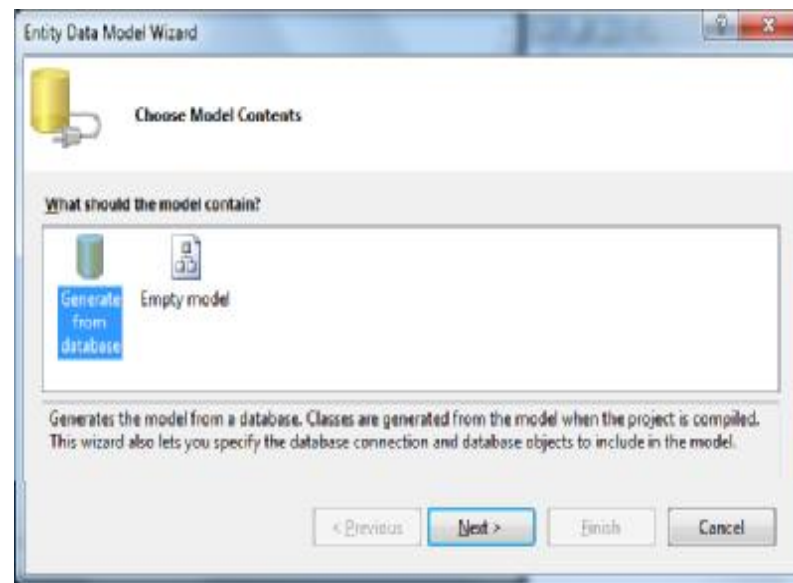 Entity Data Model Wizard
?
Choose Model Contents
What should the model contain?
Generate
from
database
Empty model
Generates the model from a database. Classes are generated from the model when the project is compiled.
This wizard also lets you specify the database connection and database objects to include in the model.
< Previous
Next >
Finish
Cancel